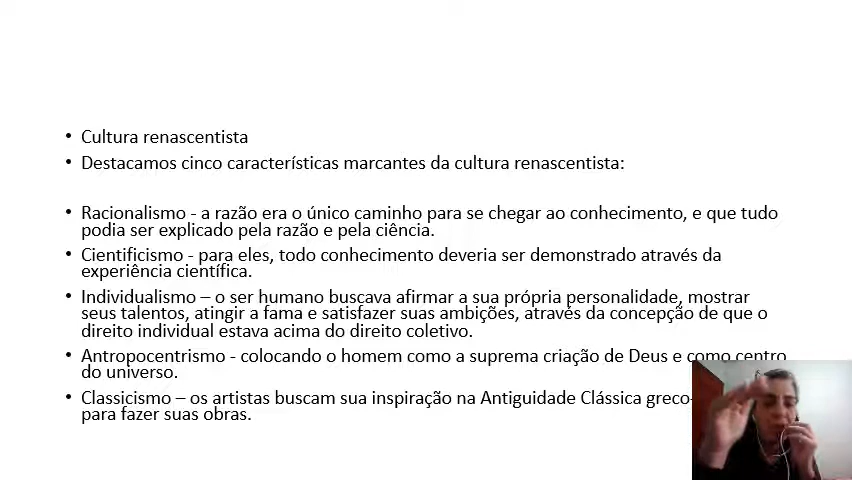 • Cultura renascentista
• Destacamos cinco características marcantes da cultura renascentista:
• Racionalismo - a razão era o único caminho para se chegar ao conhecimento, e que tudo
podia ser explicado pela razão e pela ciência.
• Cientificismo - para eles, todo conhecimento deveria ser demonstrado através da
experiência científica.
• Individualismo – o ser humano buscava afirmar a sua própria personalidade, mostrar
seus talentos, atingir a fama e satisfazer suas ambições, através da concepção de que o
direito individual estava acima do direito coletivo.
• Antropocentrismo - colocando o homem como a suprema criação de Deus e como centro
do universo.
• Classicismo – os artistas buscam sua inspiração na Antiguidade Clássica greco-
para fazer suas obras.